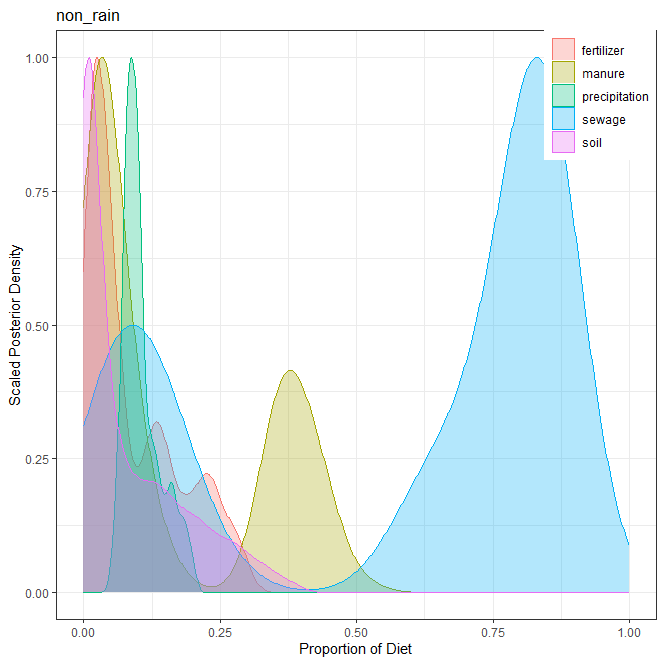 non_rain
fertilizer
manure
precipitation
sewage
soil
1.00
0.75
0.50
0.25
0.00
Scaled Posterior Density
0.00 0.25 0.50 0.75 1.00
Proportion of Diet